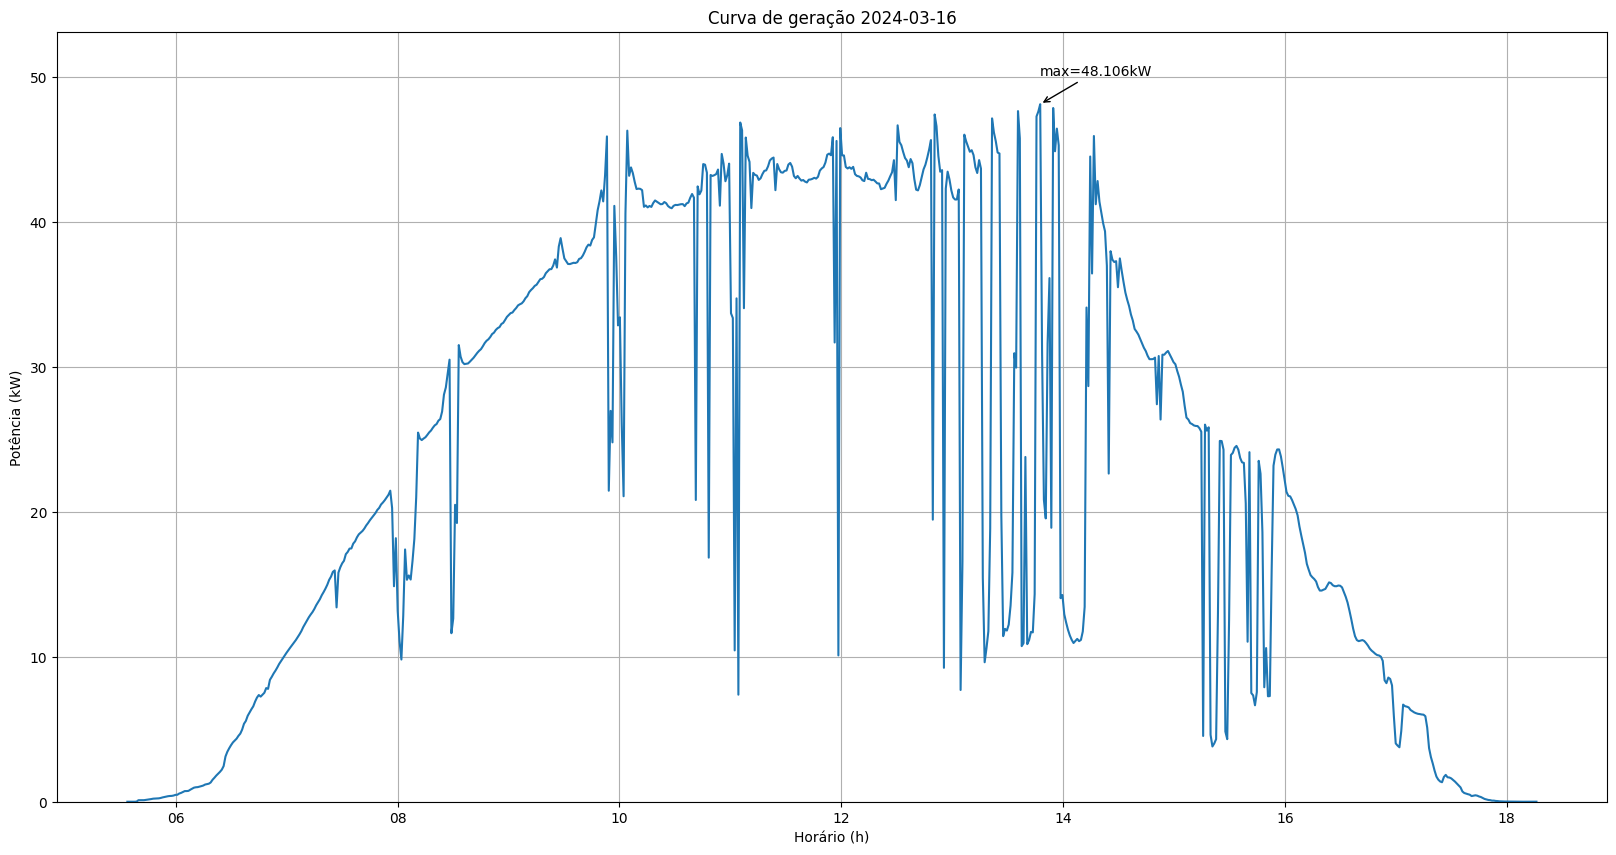 Curva de geração 2024-03-16
max=48.106kW
50
40
30
20
10
0
Potência (kW)
06 08 10 12 14 16 18
Horário (h)